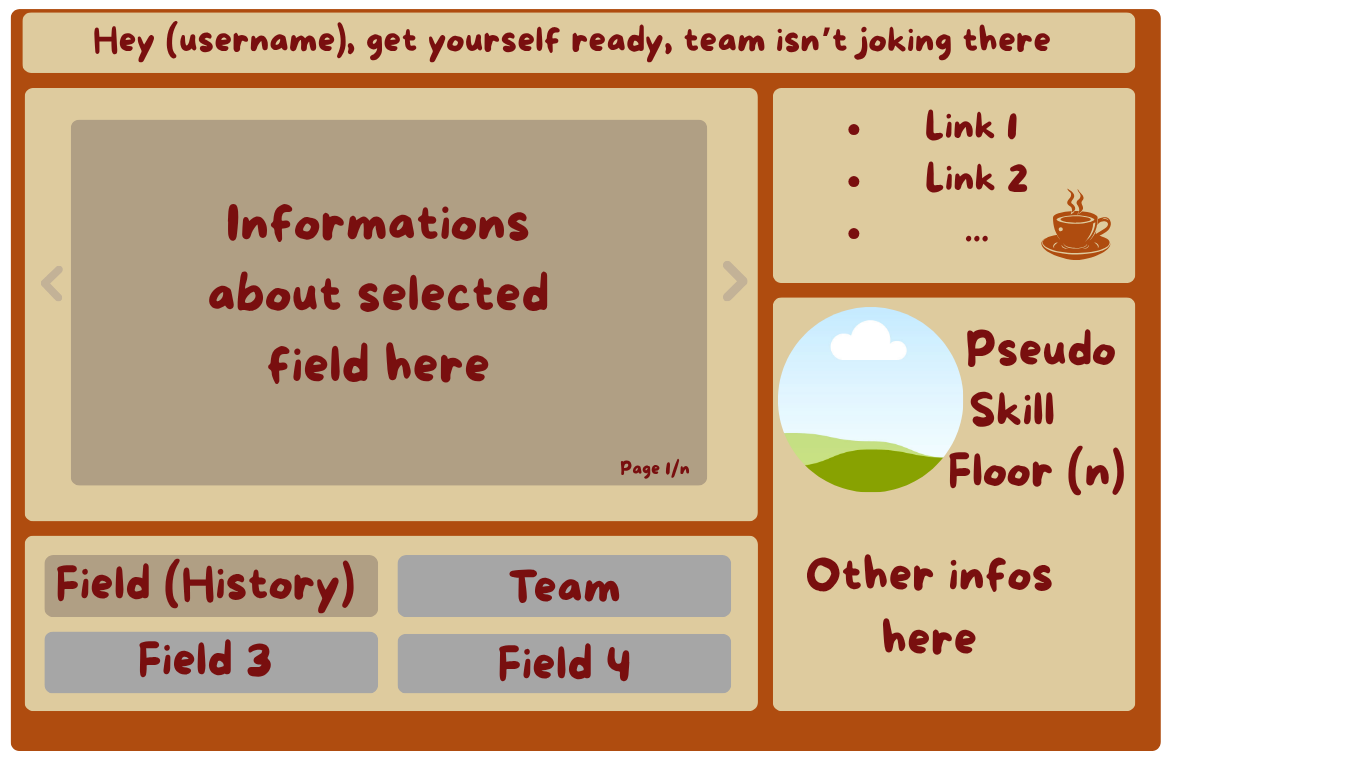 Hey (username), get yourself ready, team isn't joking there
Informations
about selected
field here
Page 1/n
Field (History)
Team
Field 3
Field 4
• Link 1
• Link 2
• ...
Pseudo
Skill
Floor (n)
Other infos
here